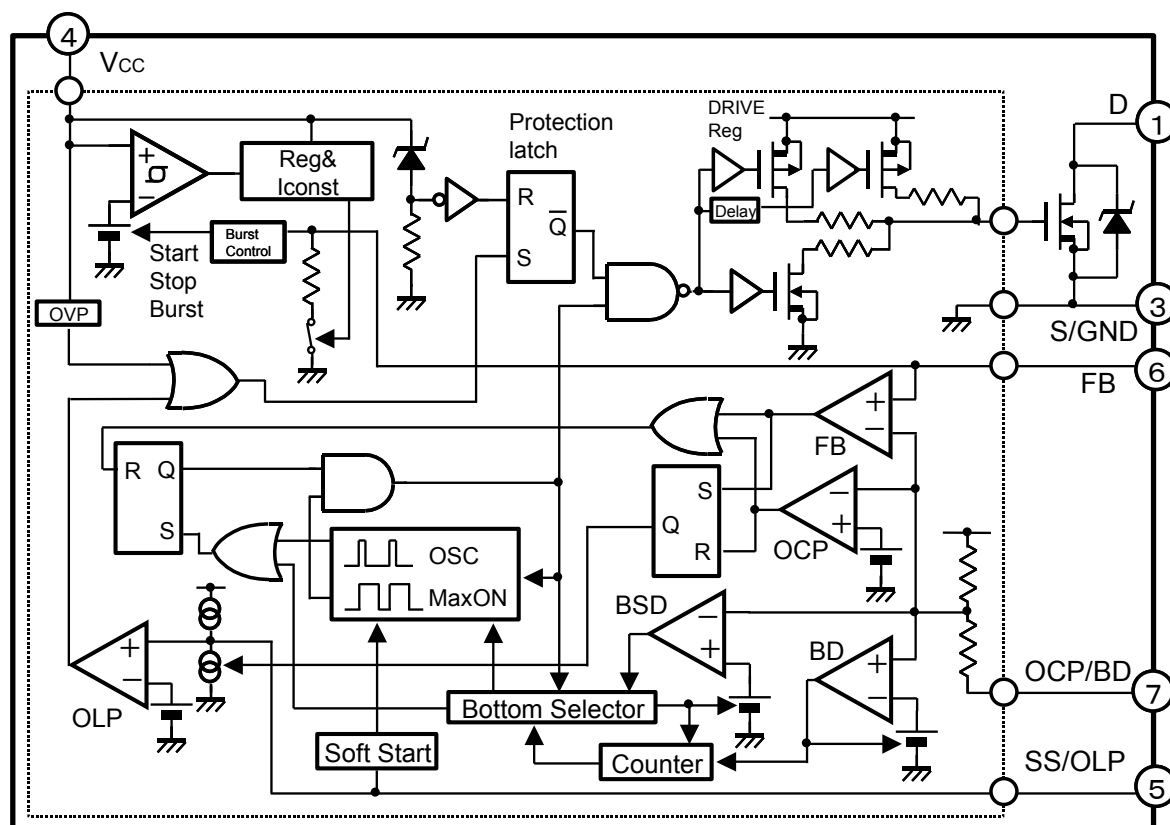 4
VCC
D
1
DRIVE
Reg
Protection
latch
+
−
Reg&
Iconst
R
Q
S
Delay
Burst
Control
Start
Stop
Burst
OVP
3
S/GND
6
FB
+
−
FB
R
Q
S
S
Q
R
−
+
OCP
OSC
MaxON
BSD
−
+
BD
+
−
+
−
OLP
OCP/BD
7
Bottom Selector
Soft Start
Counter
SS/OLP
5